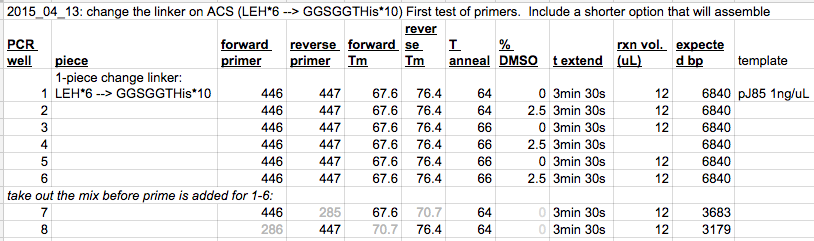 2015_04_13: change the linker on ACS (LEH*6 --> GGSGGTHis*10) First test of primers.  Include a shorter option that will assemble
PCR well piece forward primer reverse primer forward Tm rever se Tm T anneal % DMSO t extend rxn vol. (uL) expecte d bp template
1-piece change linker:
1 LEH*6 --> GGSGGTHis*10 446 447 67.6 76.4 64 0 3min 30s 12 6840 pJ85 1ng/uL
2 446 447 67.6 76.4 64 2.5 3min 30s 6840
3 446 447 67.6 76.4 66 0 3min 30s 12 6840
4 446 447 67.6 76.4 66 2.5 3min 30s 6840
5 446 447 67.6 76.4 66 0 3min 30s 12 6840
6 446 447 67.6 76.4 66 2.5 3min 30s 12 6840
take out the mix before prime is added for 1-6:
7 446 285 67.6 70.7 64 0 3min 30s 12 3683
8 286 447 70.7 76.4 64 0 3min 30s 12 3179